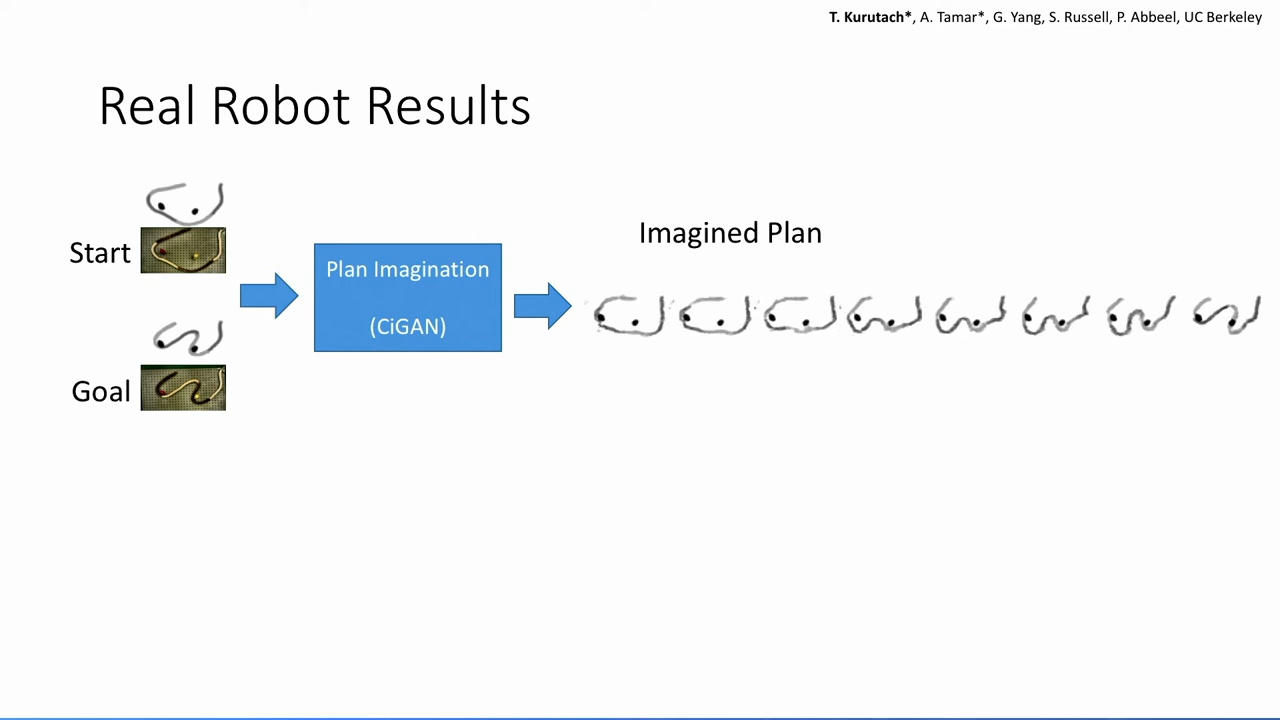 T. Kurutach*, A. Tamar*, G. Yang, S. Russell, P. Abbeel, UC Berkeley
Real Robot Results
Start
Goal
Plan Imagination
(CiGAN)
Imagined Plan